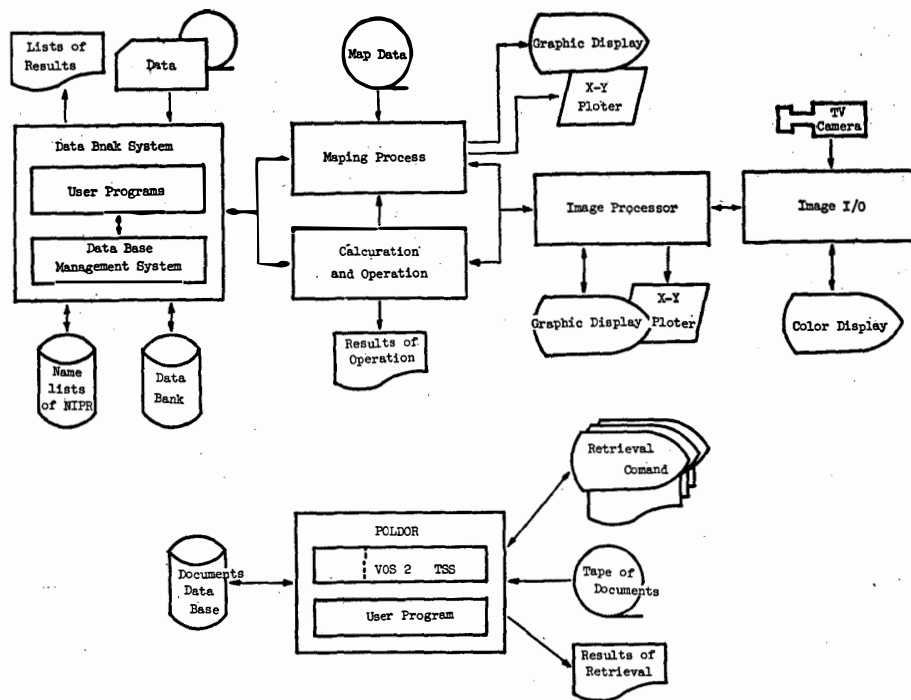 Lists of
Results
Data
Map Data
Graphic Display
X-Y
Ploter
TV
Camera
Data Bnak System
User Programs
Data Base
Management System
Maping Process
Calcuration
and Operation
Image Processor
Image I/O
Name
lists
of NIPR
Data
Bank
Results of
Operation
Graphic Display
X-Y
Ploter
Color Display
Retrieval
Comand
POLDOR
VOS 2 TSS
User Program
Documents
Data
Base
Tape of
Documents
Results of
Retrieval